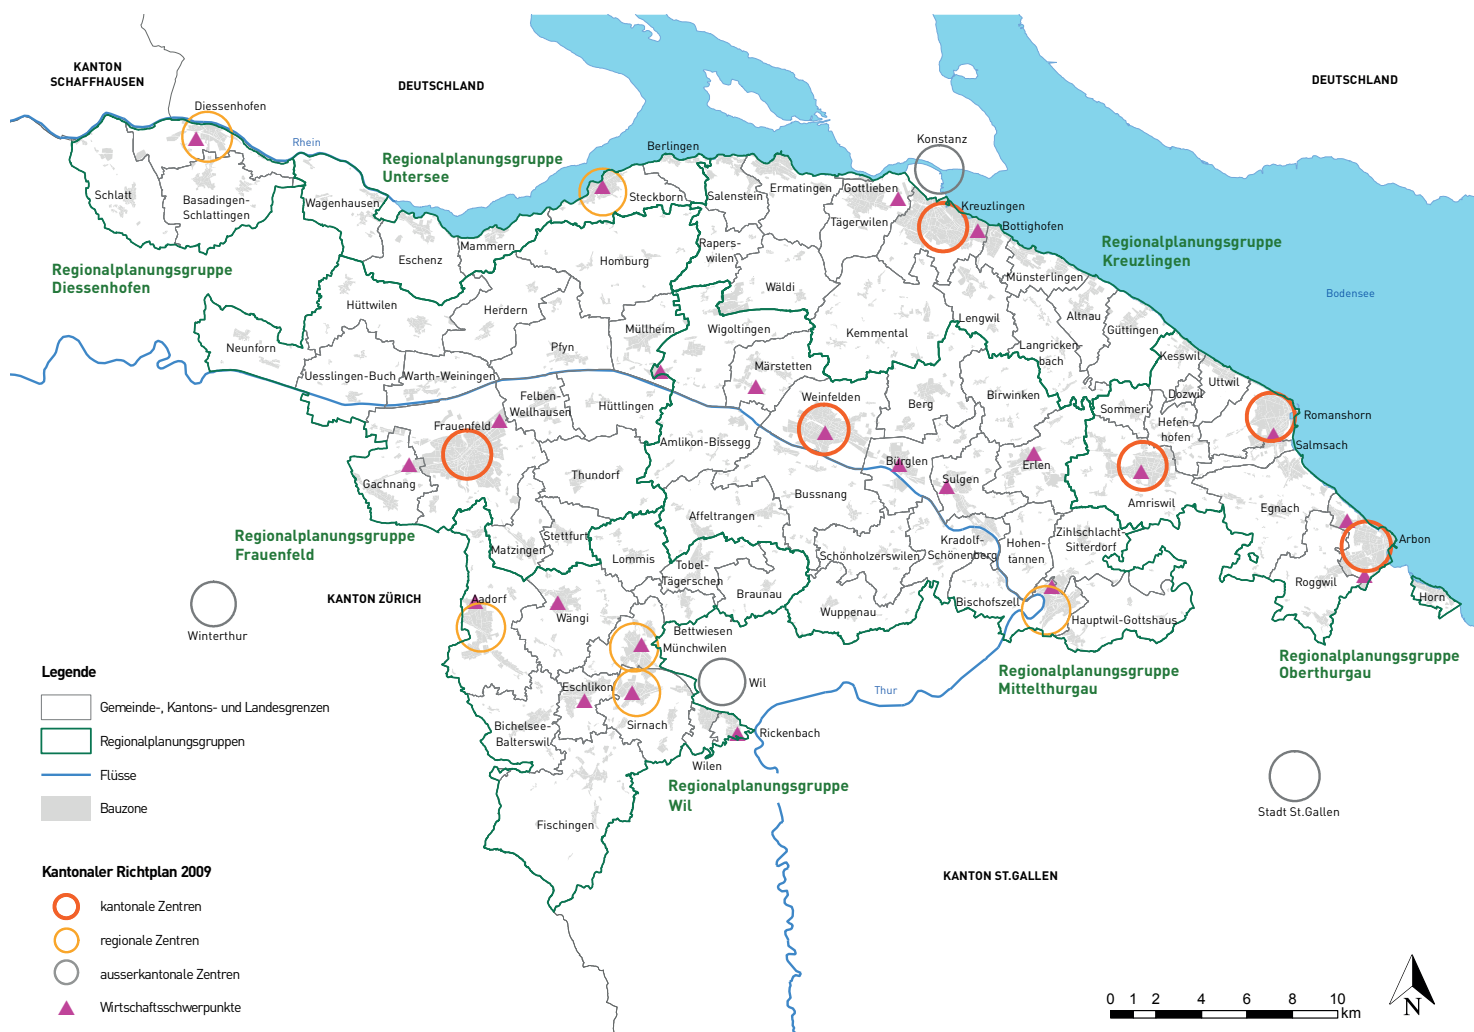 KANTON
SCHAFFHAUSEN
DEUTSCHLAND
DEUTSCHLAND
Diessenhofen
Rhein
Konstanz
Berlingen
Regionalplanungsgruppe
Untersee
Schlatt
Basadingen-
Schlattingen
Wagenhausen
Steckborn
Salenstein
Ermatingen
Gottlieben
Kreuzlingen
Tägerwilen
Bottighofen
Mammern
Eschenz
Homburg
Rapers-
wilen
Regionalplanungsgruppe
Kreuzlingen
Regionalplanungsgruppe
Diessenhofen
Münsterlingen
Wäldi
Bodensee
Hüttwilen
Herdern
Müllheim
Wigoltingen
Kemmental
Lengwil
Altnau
Güttingen
Neunforn
Pfyn
Langricken-
bach
Kesswil
Uesslingen-Buch
Warth-Weiningen
Märstetten
Uttwil
Dozwil
Felben-
Wellhausen
Hüttlingen
Weinfelden
Berg
Birwinken
Sommeri
Hefen-
hofen
Romanshorn
Frauenfeld
Amlikon-Bissegg
Salmsach
Gachnang
Thundorf
Bürglen
Sulgen
Erlen
Bussnang
Amriswil
Egnach
Affeltrangen
Regionalplanungsgruppe
Frauenfeld
Matzingen
Stettfurt
Lommis
Schönholzerswilen
Kradolf-
Schönenberg
Hohen-
tannen
Zihlschlacht-
Sitterdorf
Arbon
Tobel-
Tägerschen
Roggwil
Horn
KANTON ZÜRICH
Aadorf
Wängi
Braunau
Wuppenau
Bischofszell
Hauptwil-Gottshaus
Winterthur
Bettwiesen
Münchwilen
Regionalplanungsgruppe
Oberthurgau
Legende
Regionalplanungsgruppe
Mittelthurgau
Wil
Thur
Eschlikon
Gemeinde-, Kantons- und Landesgrenzen
Bichelsee-
Balterswil
Sirnach
Rickenbach
Regionalplanungsgruppen
Wilen
Flüsse
Regionalplanungsgruppe
Wil
Bauzone
Fischingen
Stadt St.Gallen
Kantonaler Richtplan 2009
KANTON ST.GALLEN
kantonale Zentren
regionale Zentren
ausserkantonale Zentren
Wirtschaftsschwerpunkte
0 1 2 4 6 8 10
km
N